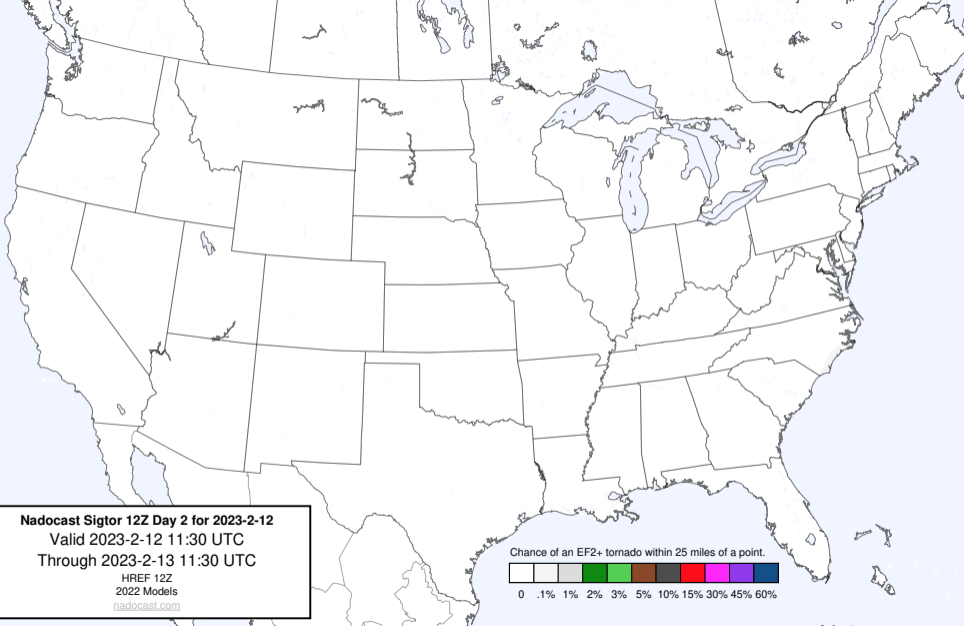 Nadocast Sigtor 12Z Day 2 for 2023-2-12
Valid 2023-2-12 11:30 UTC
Through 2023-2-13 11:30 UTC
HREF 12Z
2022 Models
nadocast.com
Chance of an EF2+ tornado within 25 miles of a point.
0 .1% 1% 2% 3% 5% 10% 15% 30% 45% 60%